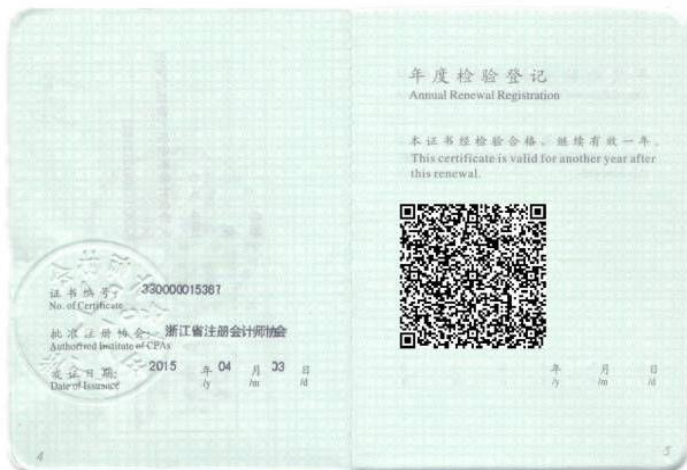 证书编号:
330000015361
No. of Certificate
批准注册协会:
浙江省注册会计师协会
Authorized Institute of CPAs
发证日期:
2015 年 04 月 03 日
Date of Issuance /y /m /d
4
年度检验登记
Annual Renewal Registration
本证书经检验合格,继续有效一年。
This certificate is valid for another year after
this renewal.
年 月 日
/y /m /d
5